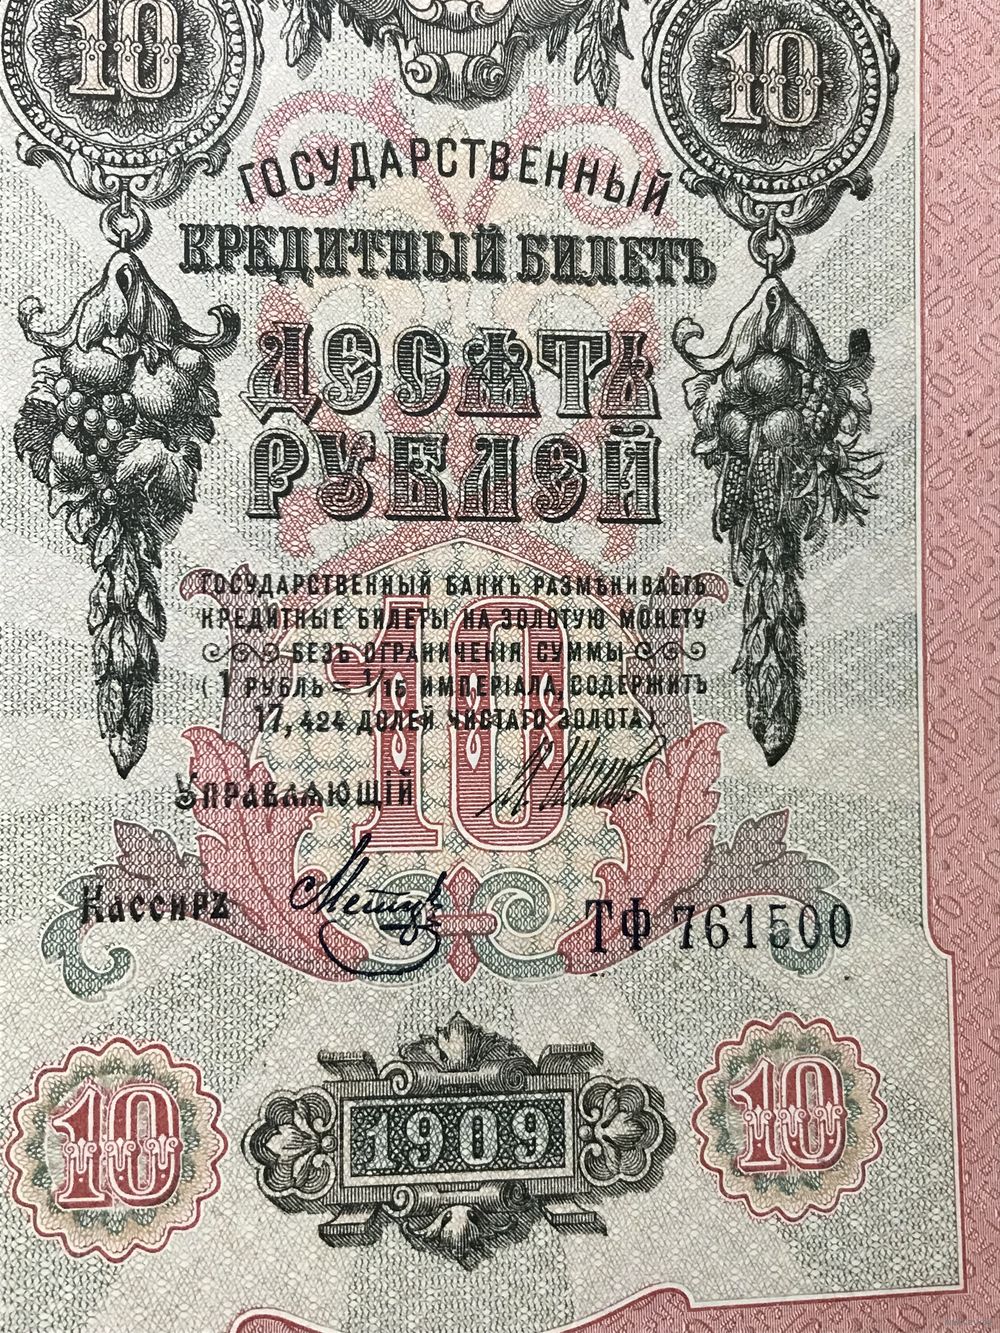 10 10
ГОСУДАРСТВЕННЫЙ
КРЕДИТНЫЙ БИЛЕТЪ
ДЕСЯТЬ
РУБЛЕЙ
ГОСУДАРСТВЕННЫЙ БАНКЪ РАЗМѢНИВАЕТЪ
КРЕДИТНЫЕ БИЛЕТЫ НА ЗОЛОТУЮ МОНЕТУ
БЕЗЪ ОГРАНИЧЕНІЯ СУММЫ
(1 РУБЛЬ = 1/15 ИМПЕРІАЛА, СОДЕРЖИТЪ
17,424 ДОЛЕЙ ЧИСТАГО ЗОЛОТА).
10
Управляющій
Кассиръ
ТФ 761500
10 1909 10